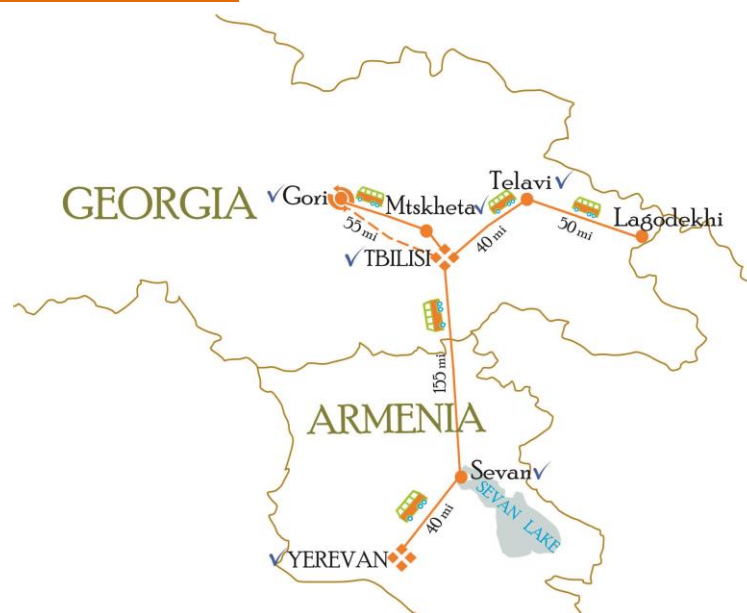 Telavi
GEORGIA
Gori
Mtskheta
Lagodekhi
55 mi
40 mi
50 mi
TBILISI
155 mi
ARMENIA
Sevan
SEVAN LAKE
40 mi
YEREVAN